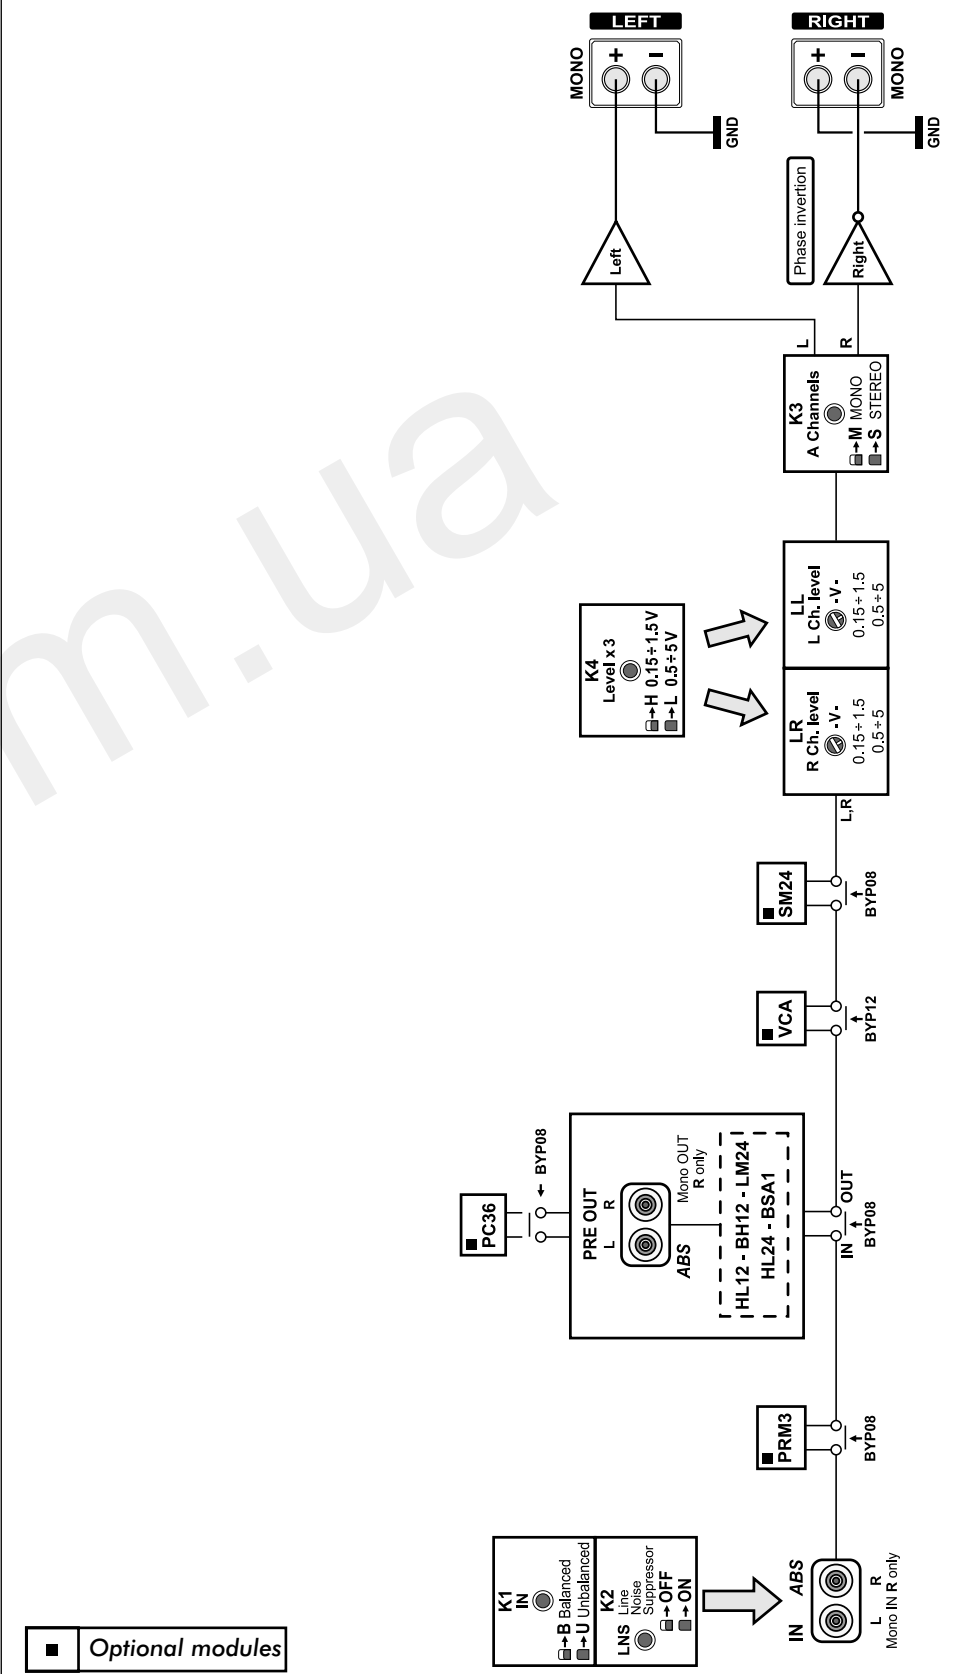 LEFT
RIGHT
MONO
+ −
GND
MONO
+ −
GND
Phase invertion
Left
Right
L
R
K3
A Channels
M MONO
S STEREO
K4
Level x 3
H 0.15÷1.5V
L 0.5÷5V
LL
L Ch. level
-V-
0.15÷1.5
0.5÷5
LR
R Ch. level
-V-
0.15÷1.5
0.5÷5
L,R
SM24
BYP08
VCA
BYP12
PC36
BYP08
PRE OUT
L R
ABS
Mono OUT
R only
HL12 - BH12 - LM24
HL24 - BSA1
IN OUT
BYP08
PRM3
BYP08
K1
IN
B Balanced
U Unbalanced
K2
LNS Line
Noise
Suppressor
OFF
ON
IN ABS
L R
Mono IN R only
Optional modules
m.ua